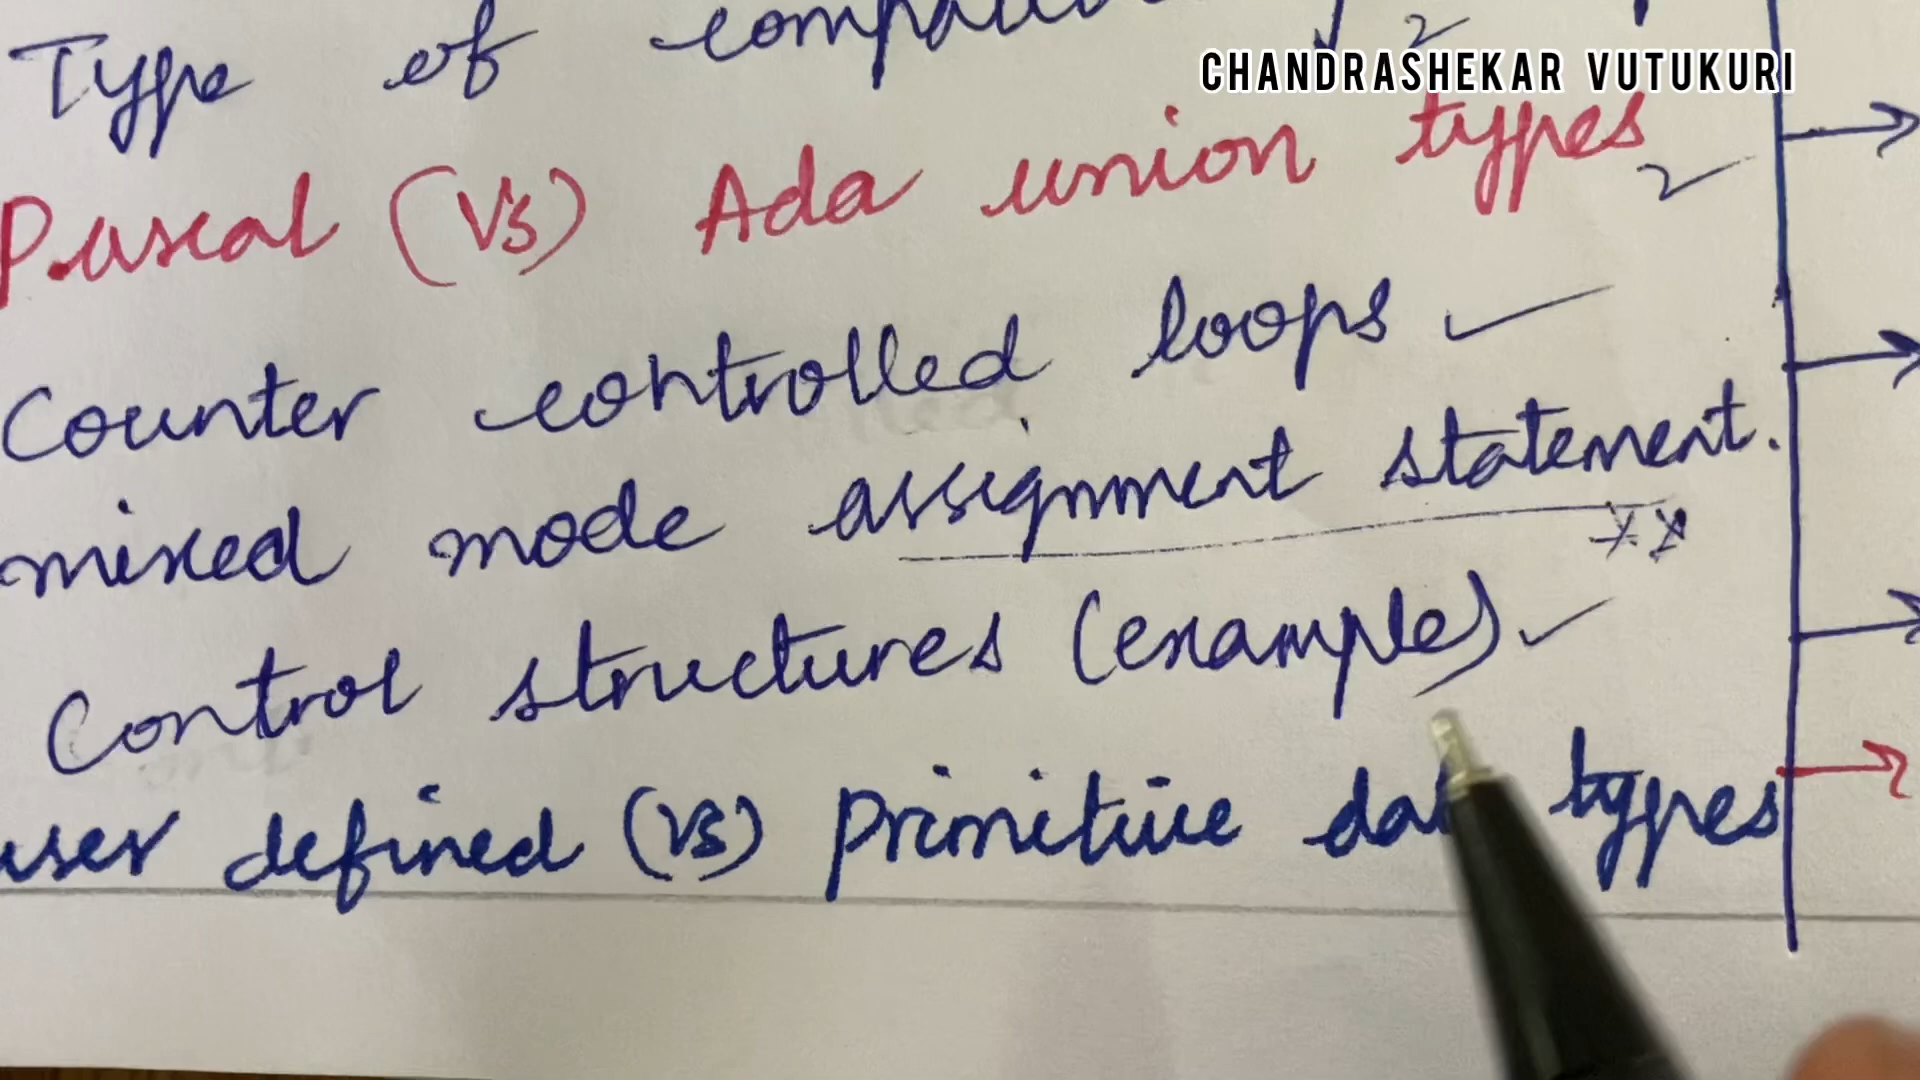 Type of
CHANDRASHEKAR VUTUKURI
Pascal (Vs) Ada union types 2
Counter controlled loops ✓
mixed mode assignment statement.
Control structures (example) ✓
user defined (vs) Primitive types